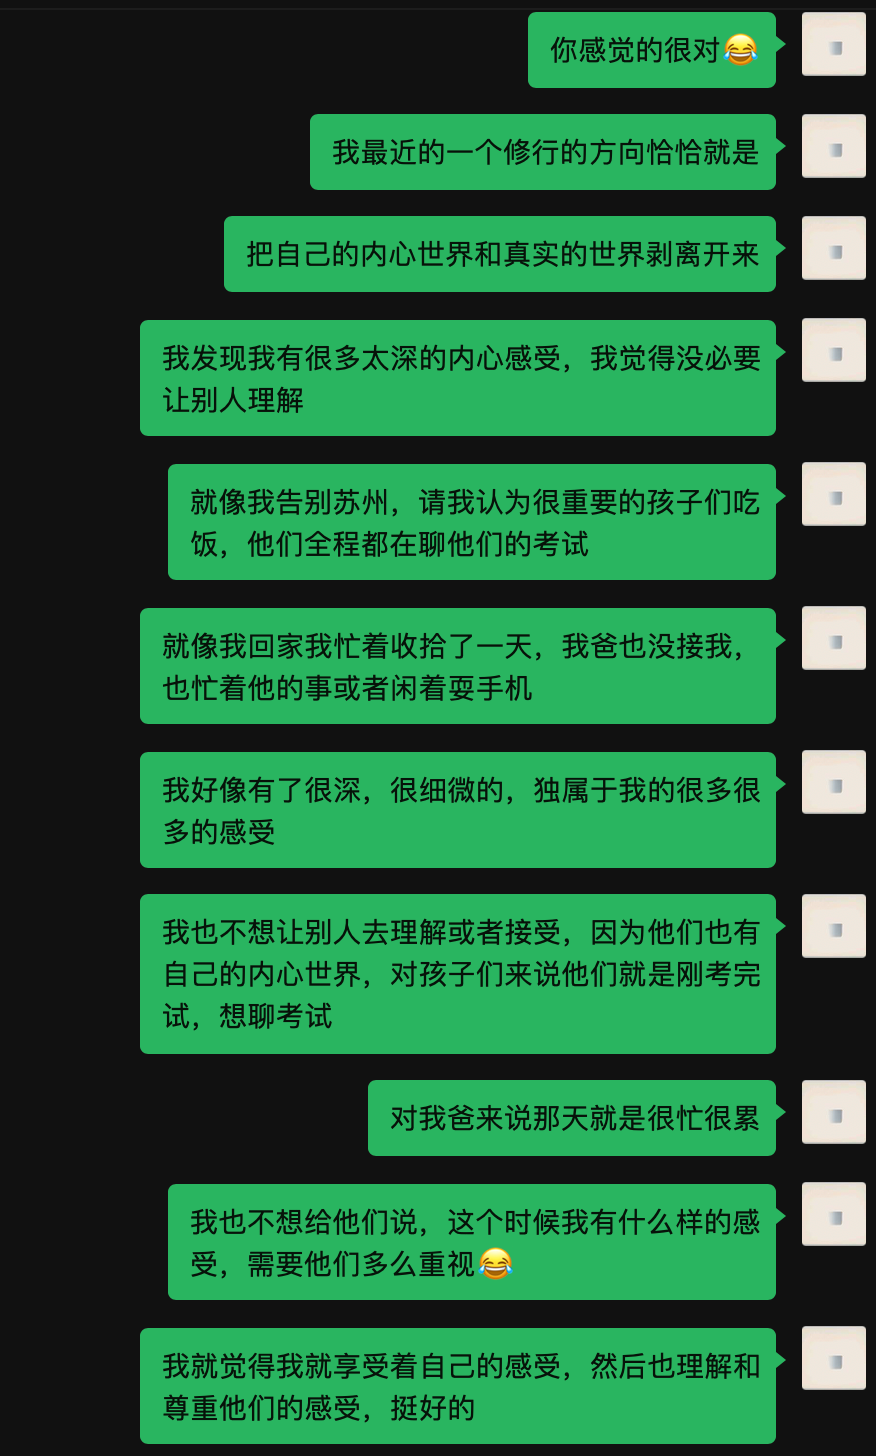 你感觉的很对😂
我最近的一个修行的方向恰恰就是
把自己的内心世界和真实的世界剥离开来
我发现我有很多太深的内心感受，我觉得没必要
让别人理解
就像我告别苏州，请我认为很重要的孩子们吃
饭，他们全程都在聊他们的考试
就像我回家我忙着收拾了一天，我爸也没接我，
也忙着他的事或者闲着耍手机
我好像有了很深，很细微的，独属于我的很多很
多的感受
我也不想让别人去理解或者接受，因为他们也有
自己的内心世界，对孩子们来说他们就是刚考完
试，想聊考试
对我爸来说那天就是很忙很累
我也不想给他们说，这个时候我有什么样的感
受，需要他们多么重视😂
我就觉得我就享受着自己的感受，然后也理解和
尊重他们的感受，挺好的